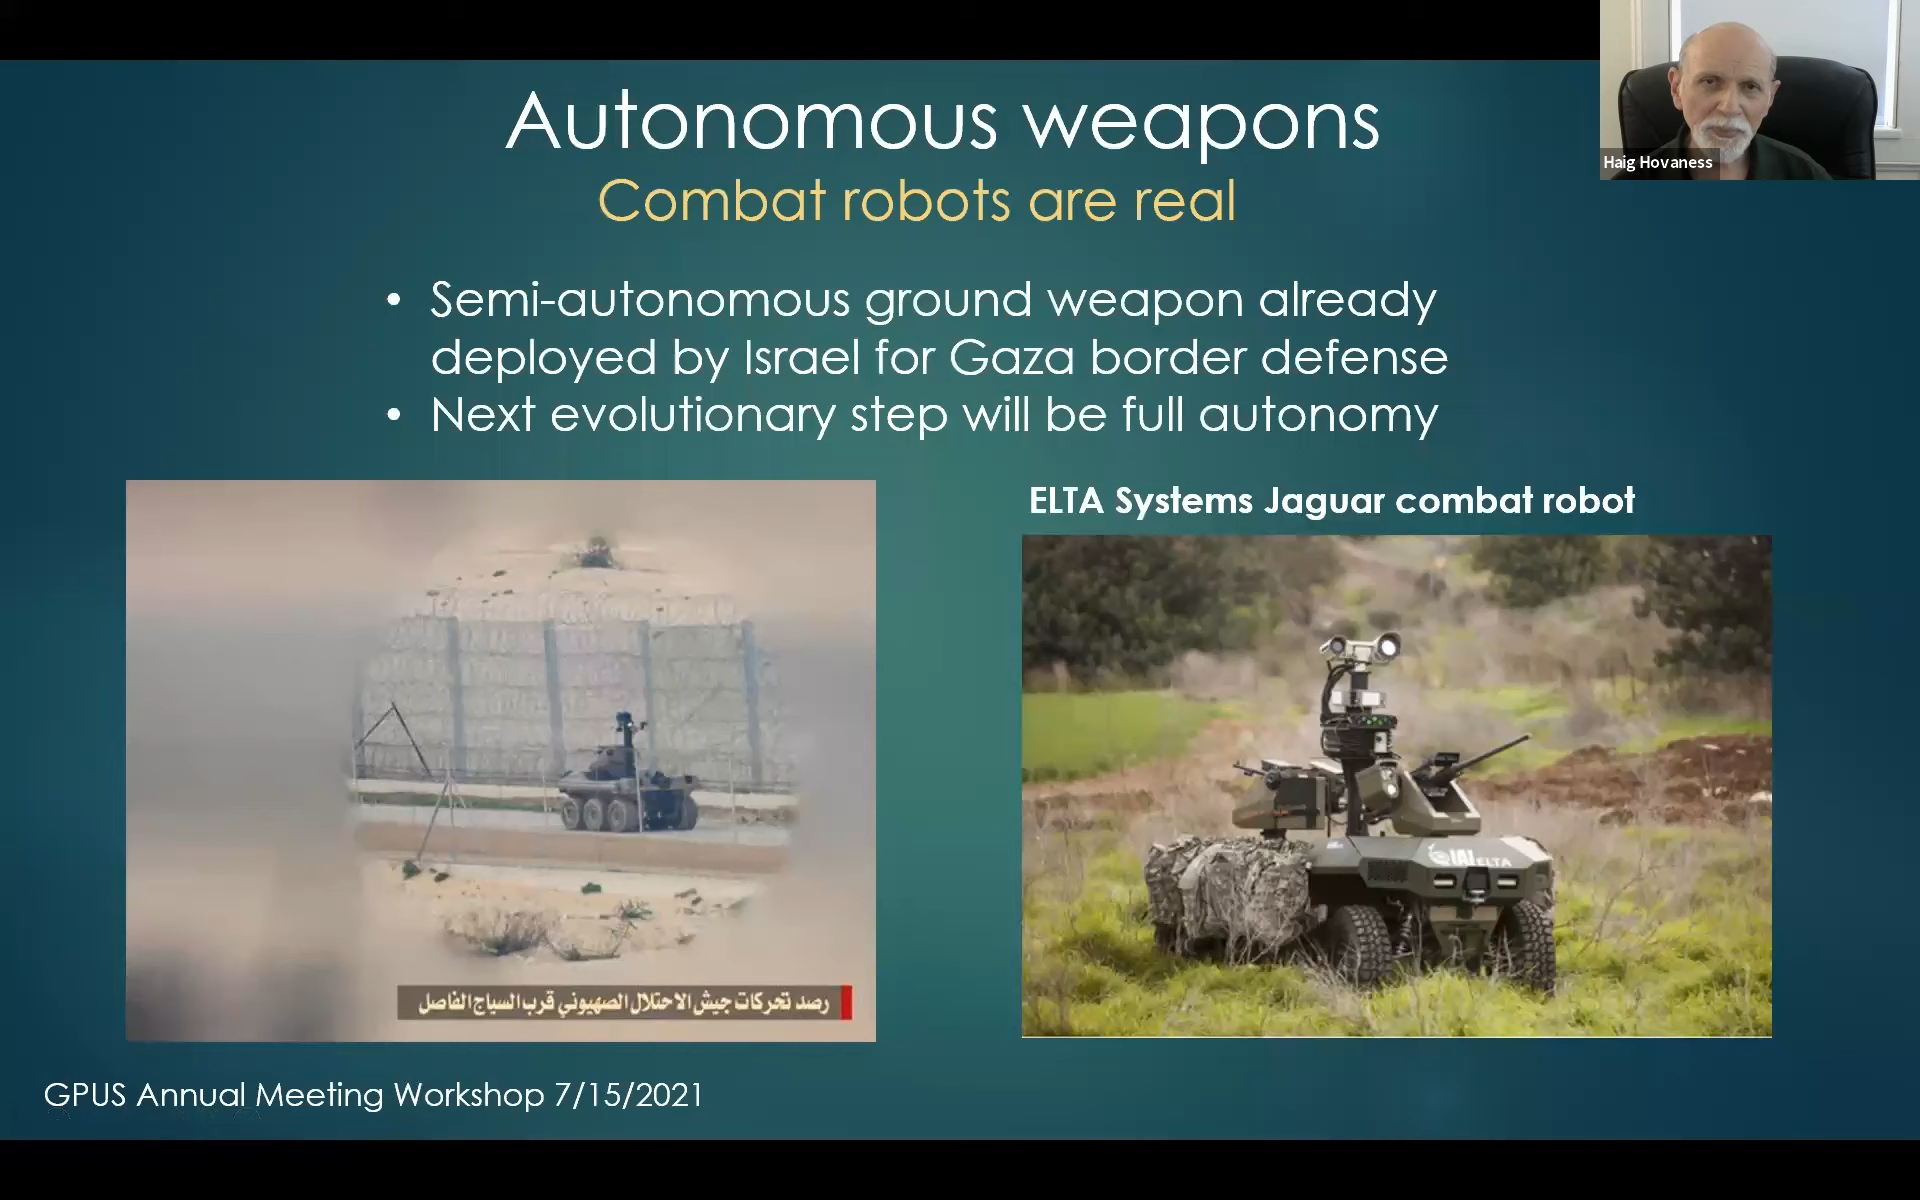 Autonomous weapons
Combat robots are real
Haig Hovaness
• Semi-autonomous ground weapon already
deployed by Israel for Gaza border defense
• Next evolutionary step will be full autonomy
ELTA Systems Jaguar combat robot
IAI ELTA
رصد تحركات جيش الاحتلال الصهيوني قرب السياج الفاصل
GPUS Annual Meeting Workshop 7/15/2021